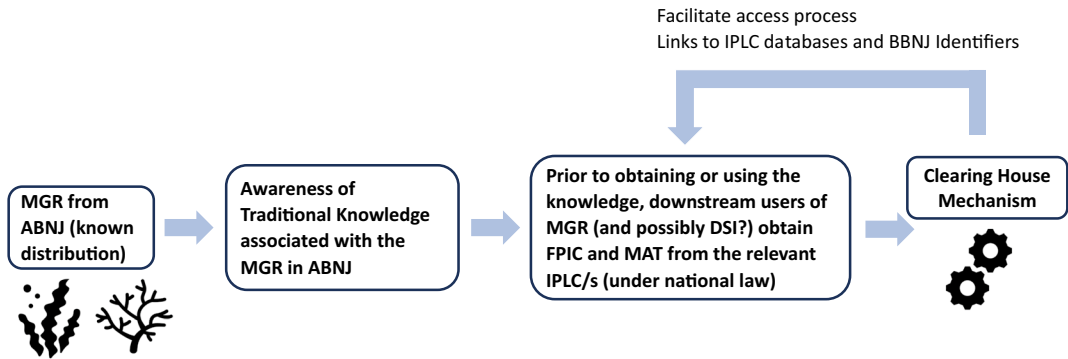 Facilitate access process
Links to IPLC databases and BBNJ Identifiers
MGR from
ABNJ (known
distribution)
Awareness of
Traditional Knowledge
associated with the
MGR in ABNJ
Prior to obtaining or using the
knowledge, downstream users of
MGR (and possibly DSI?) obtain
FPIC and MAT from the relevant
IPLC/s (under national law)
Clearing House
Mechanism